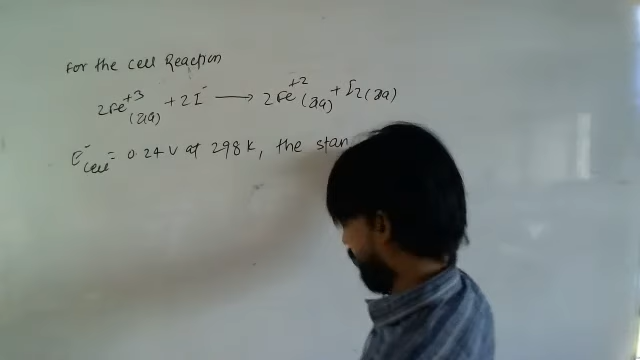 For the Cell Reaction
2Fe+3(aq) + 2I- → 2Fe+2(aq) + I2(aq)
E-cell = 0.24 V at 298 K, the stan